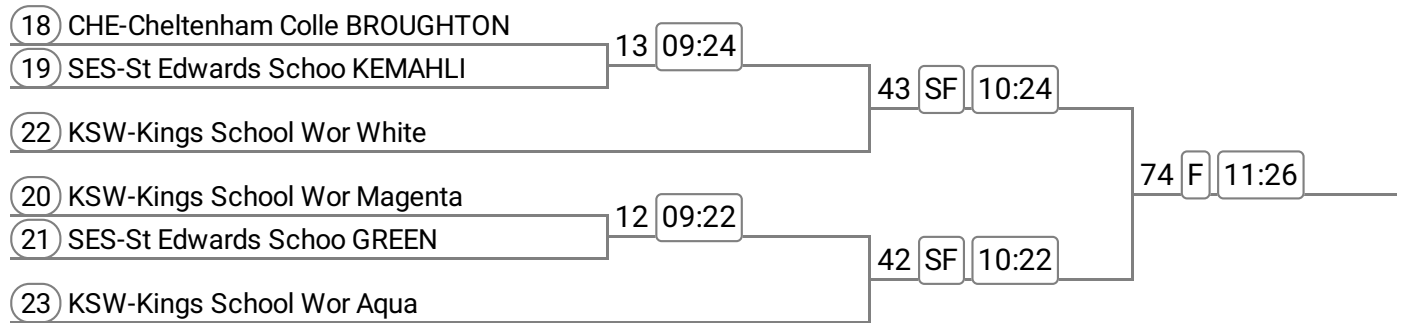 18 CHE-Cheltenham Colle BROUGHTON
13 09:24
19 SES-St Edwards Schoo KEMAHLI
43 SF 10:24
22 KSW-Kings School Wor White
74 F 11:26
20 KSW-Kings School Wor Magenta
12 09:22
21 SES-St Edwards Schoo GREEN
42 SF 10:22
23 KSW-Kings School Wor Aqua